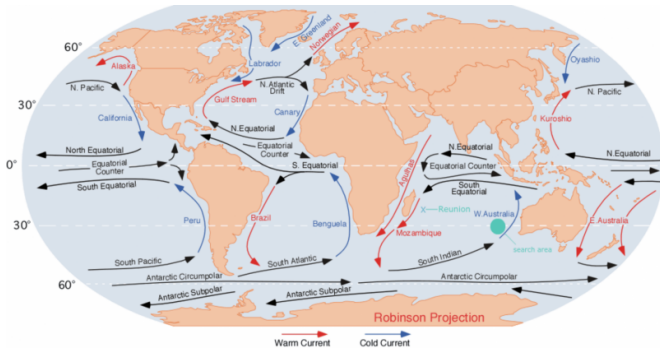 60°
30°
0°
30°
60°
Alaska
N. Pacific
California
North Equatorial
Equatorial
Counter
South Equatorial
Peru
South Pacific
Antarctic Circumpolar
Antarctic Subpolar
Labrador
E. Greenland
Norwegian
Gulf Stream
N. Atlantic
Drift
Canary
N. Equatorial
Equatorial
Counter
S. Equatorial
Brazil
Benguela
South Atlantic
Antarctic Subpolar
Agulhas
Mozambique
N. Equatorial
Equatorial Counter
South
Equatorial
X—Reunion
W. Australia
search area
South Indian
Antarctic Circumpolar
Oyashio
N. Pacific
Kuroshio
N. Equatorial
E. Australia
Robinson Projection
Warm Current
Cold Current